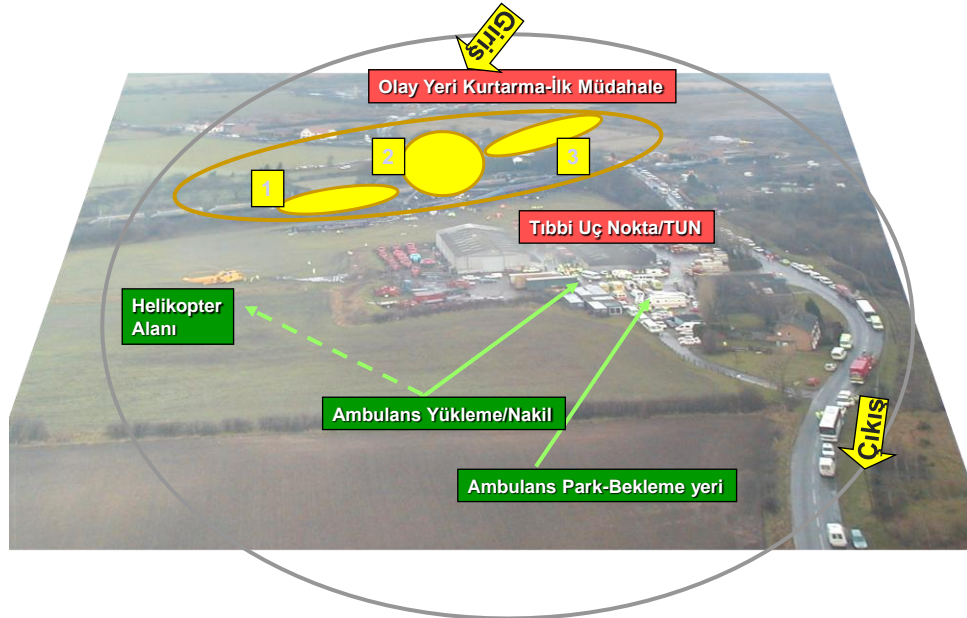 Giriş
Olay Yeri Kurtarma-İlk Müdahale
2
3
1
Tıbbi Uç Nokta/TUN
Helikopter
Alanı
Ambulans Yükleme/Nakil
Çıkış
Ambulans Park-Bekleme yeri